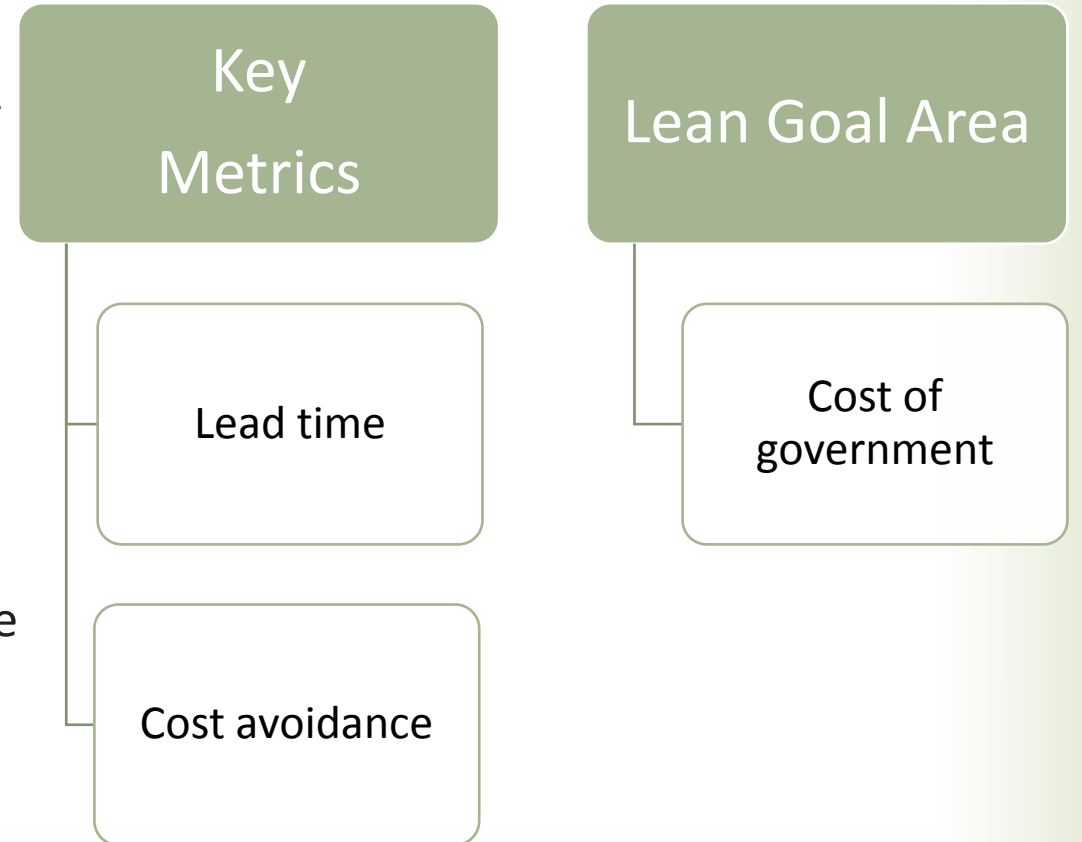 Key
Metrics
Lean Goal Area
Lead time
Cost of
government
e
Cost avoidance